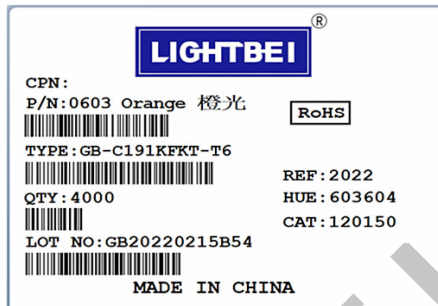 LIGHTBEI®
CPN:
P/N:0603 Orange 橙光
RoHS
TYPE:GB-C191KFKT-T6
REF:2022
QTY:4000
HUE:603604
CAT:120150
LOT NO:GB20220215B54
MADE IN CHINA